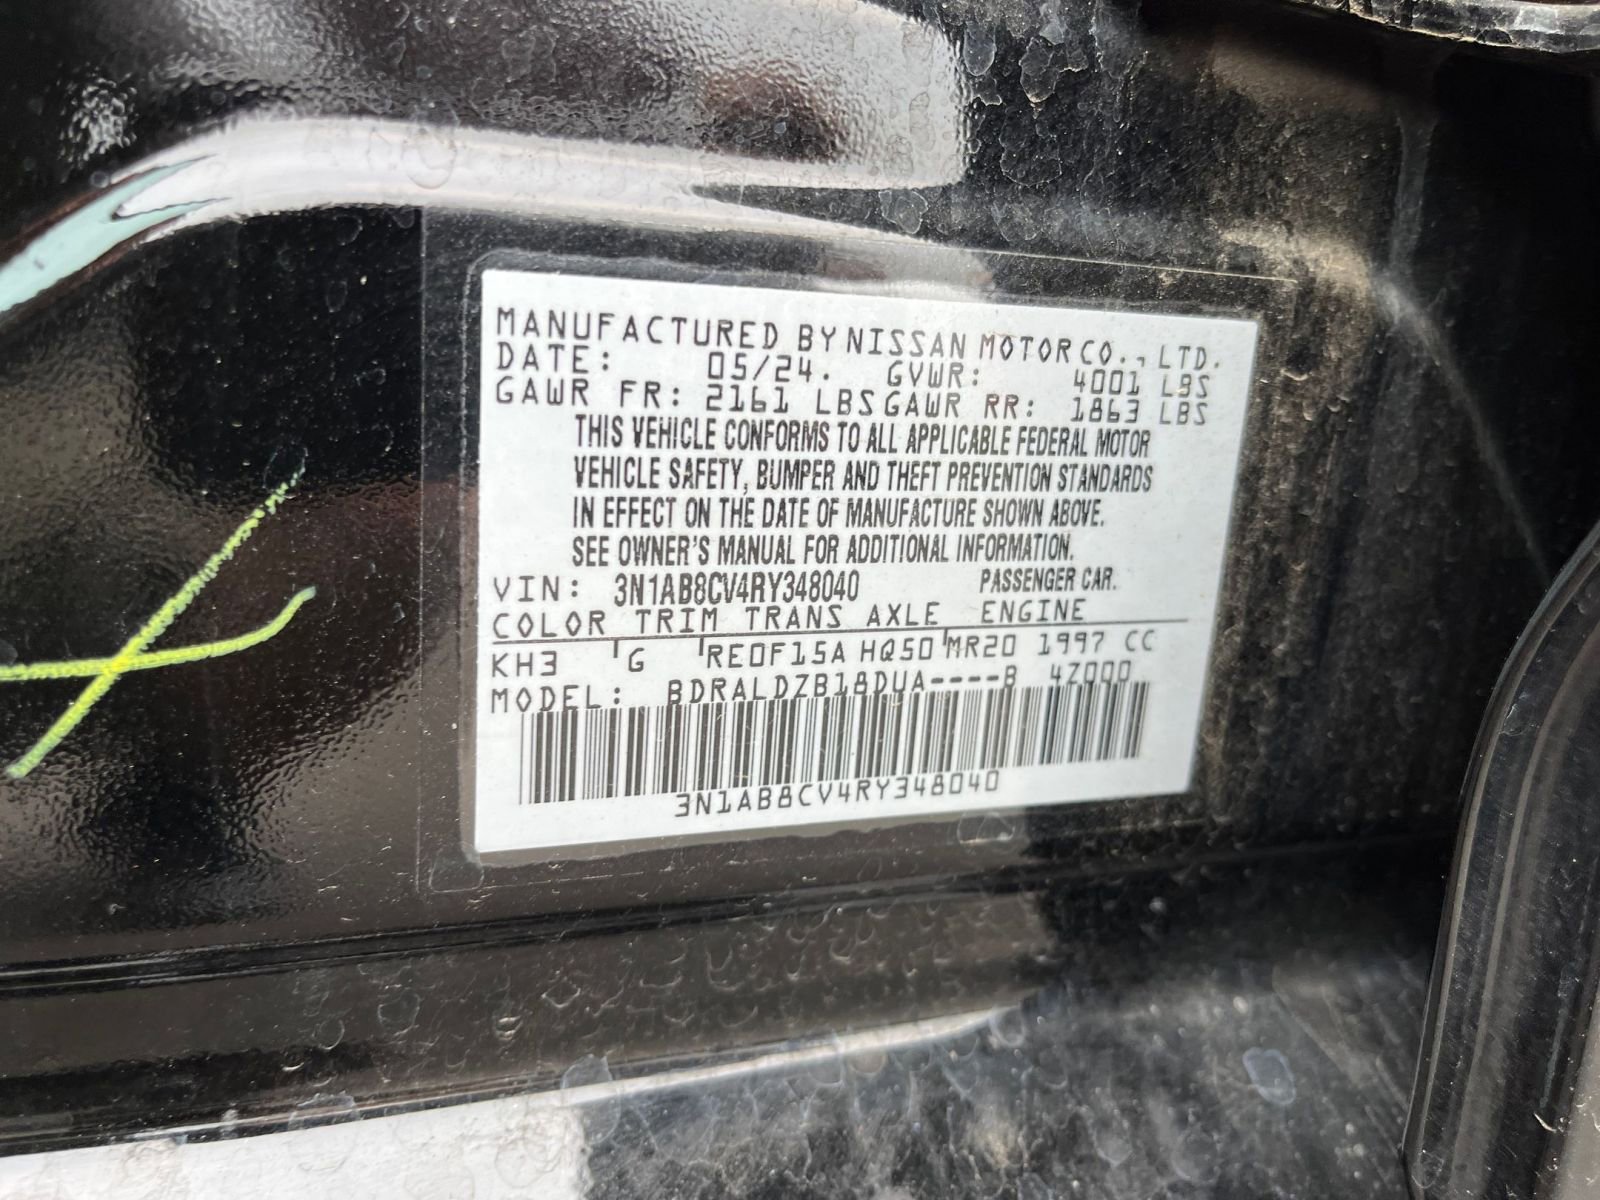 MANUFACTURED BY NISSAN MOTOR CO., LTD.
DATE: 05/24. GVWR: 4001 LBS
GAWR FR: 2161 LBS GAWR RR: 1863 LBS
THIS VEHICLE CONFORMS TO ALL APPLICABLE FEDERAL MOTOR
VEHICLE SAFETY, BUMPER AND THEFT PREVENTION STANDARDS
IN EFFECT ON THE DATE OF MANUFACTURE SHOWN ABOVE.
SEE OWNER'S MANUAL FOR ADDITIONAL INFORMATION.
VIN: 3N1AB8CV4RY348040 PASSENGER CAR.
COLOR TRIM TRANS AXLE ENGINE
KH3 G RE0F15A HQ50 MR20 1997 CC
MODEL: BDRALDZB18DUA----B 4Z000
3N1AB8CV4RY348040